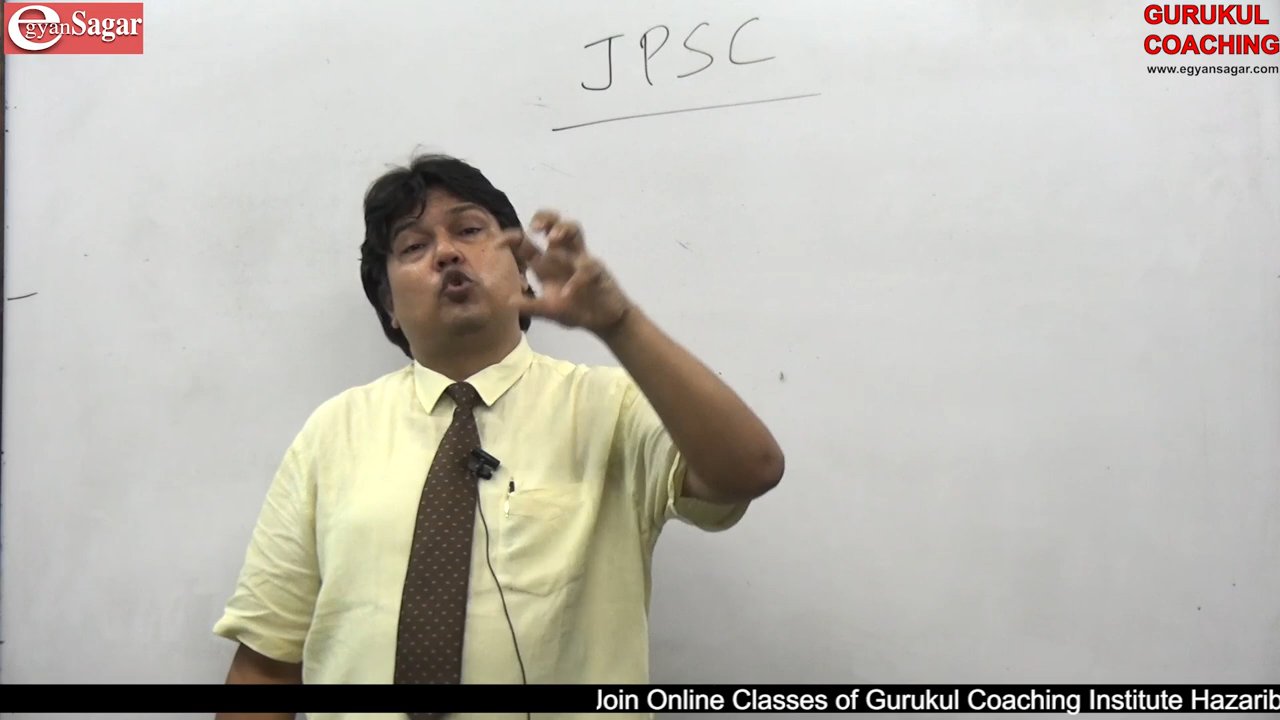 egyanSagar
GURUKUL
COACHING
www.egyansagar.com
JPSC
Join Online Classes of Gurukul Coaching Institute Hazarib